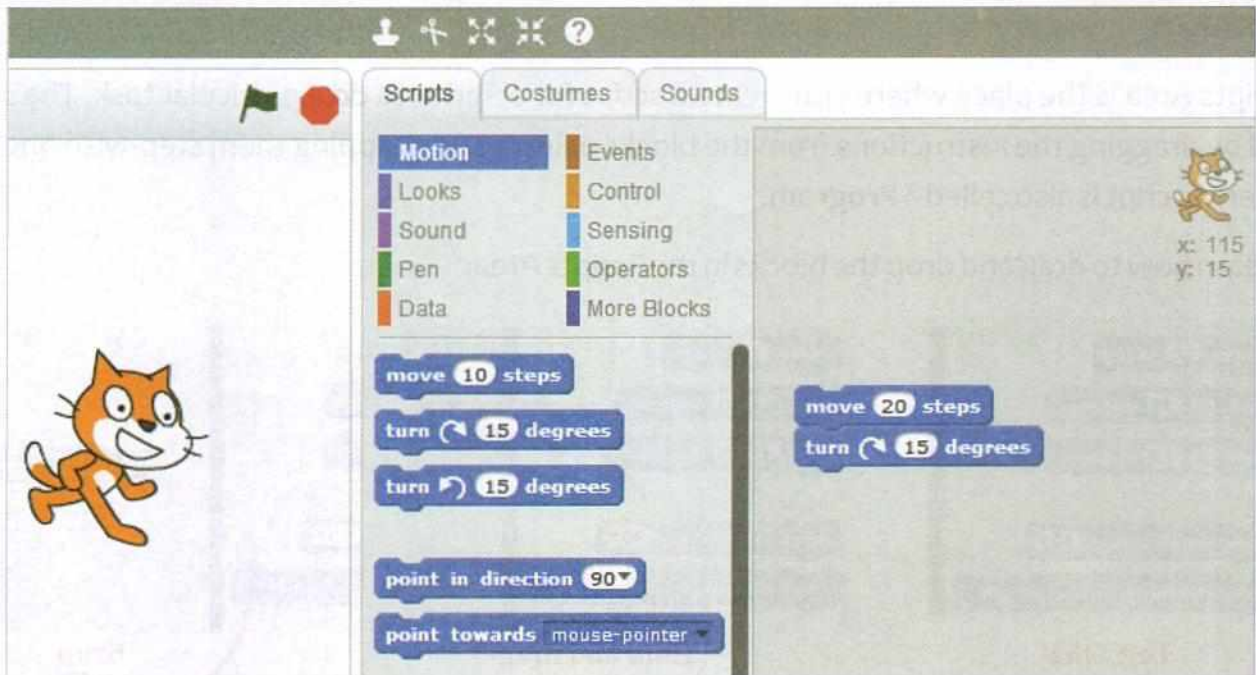 Scripts Costumes Sounds
Motion Events
Looks Control
Sound Sensing
Pen Operators
Data More Blocks
x: 115
y: 15
move 10 steps
turn 15 degrees
turn 15 degrees
point in direction 90
point towards mouse-pointer
move 20 steps
turn 15 degrees